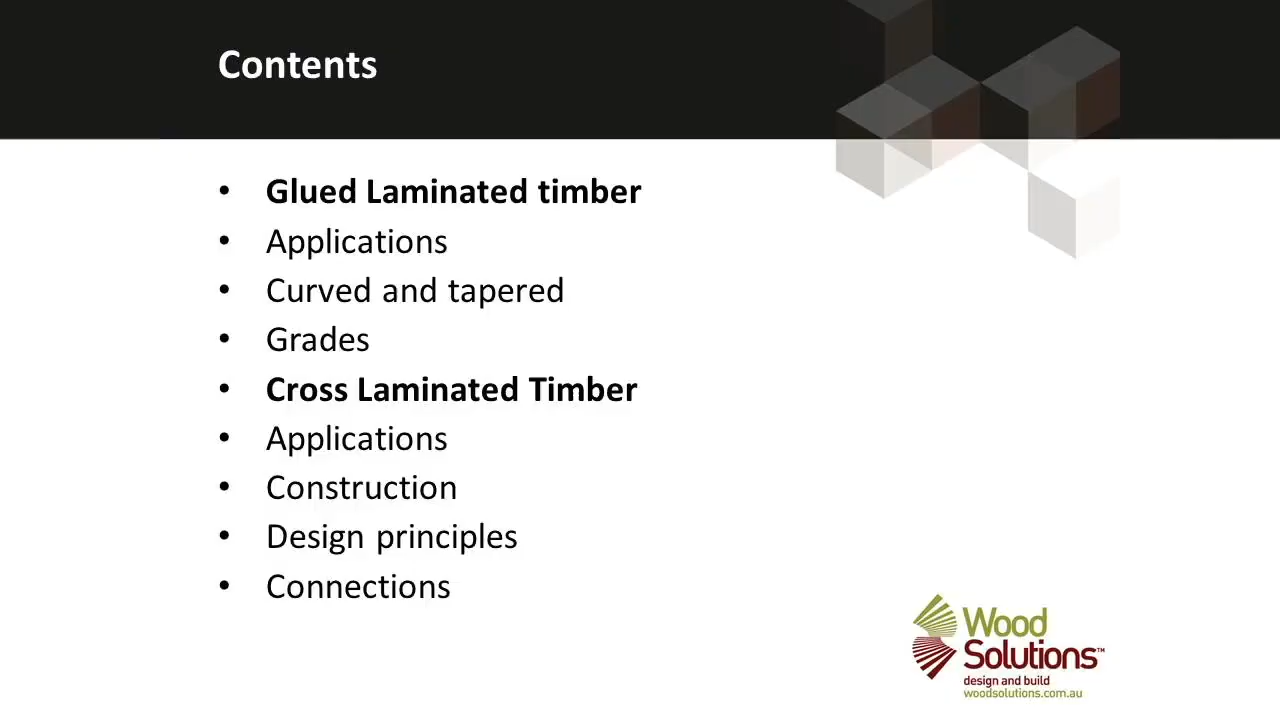 Contents
• Glued Laminated timber
• Applications
• Curved and tapered
• Grades
• Cross Laminated Timber
• Applications
• Construction
• Design principles
• Connections
Wood
Solutions™
design and build
woodsolutions.com.au